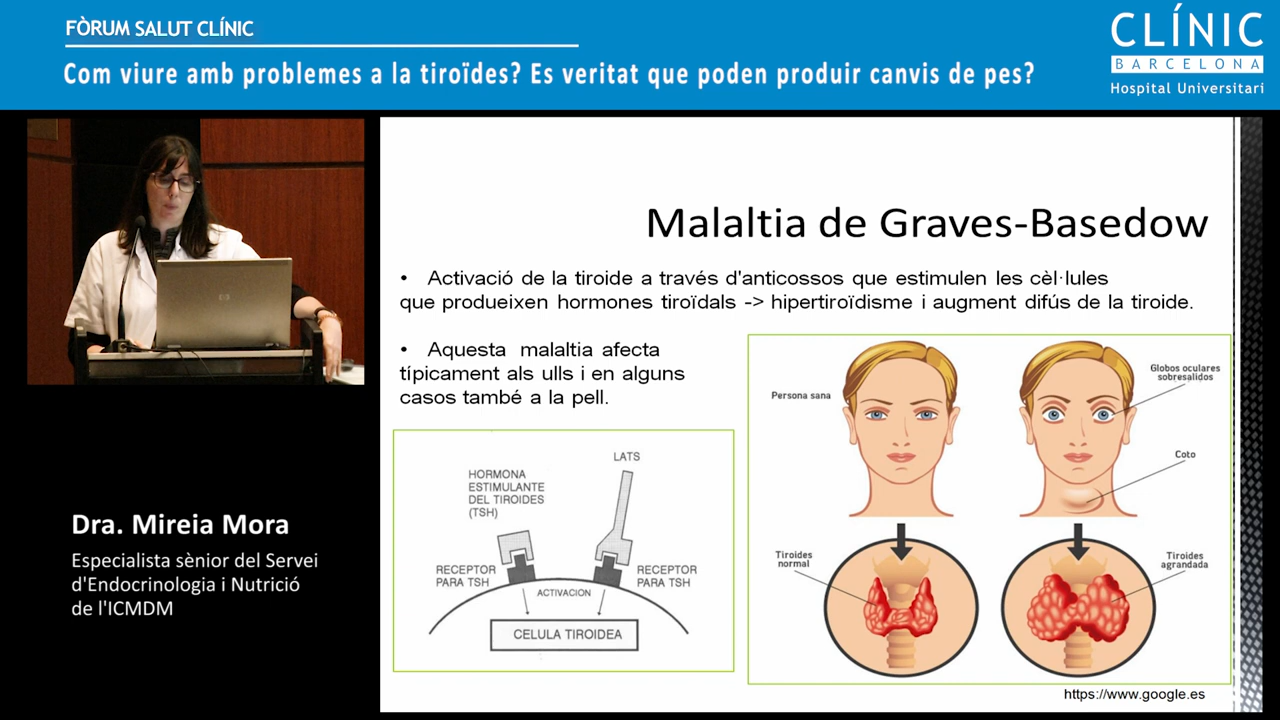 FÒRUM SALUT CLÍNIC
Com viure amb problemes a la tiroïdes? Es veritat que poden produir canvis de pes?
CLÍNIC
BARCELONA
Hospital Universitari
Malaltia de Graves-Basedow
• Activació de la tiroide a través d'anticossos que estimulen les cèl·lules
que produeixen hormones tiroïdals -> hipertiroïdisme i augment difús de la tiroide.
• Aquesta malaltia afecta
típicament als ulls i en alguns
casos també a la pell.
LATS
HORMONA
ESTIMULANTE
DEL TIROIDES
(TSH)
RECEPTOR
PARA TSH
RECEPTOR
PARA TSH
ACTIVACION
CELULA TIROIDEA
Persona sana
Globos oculares
sobresalidos
Coto
Tiroides
normal
Tiroides
agrandada
https://www.google.es
Dra. Mireia Mora
Especialista sènior del Servei
d'Endocrinologia i Nutrició
de l'ICMDM